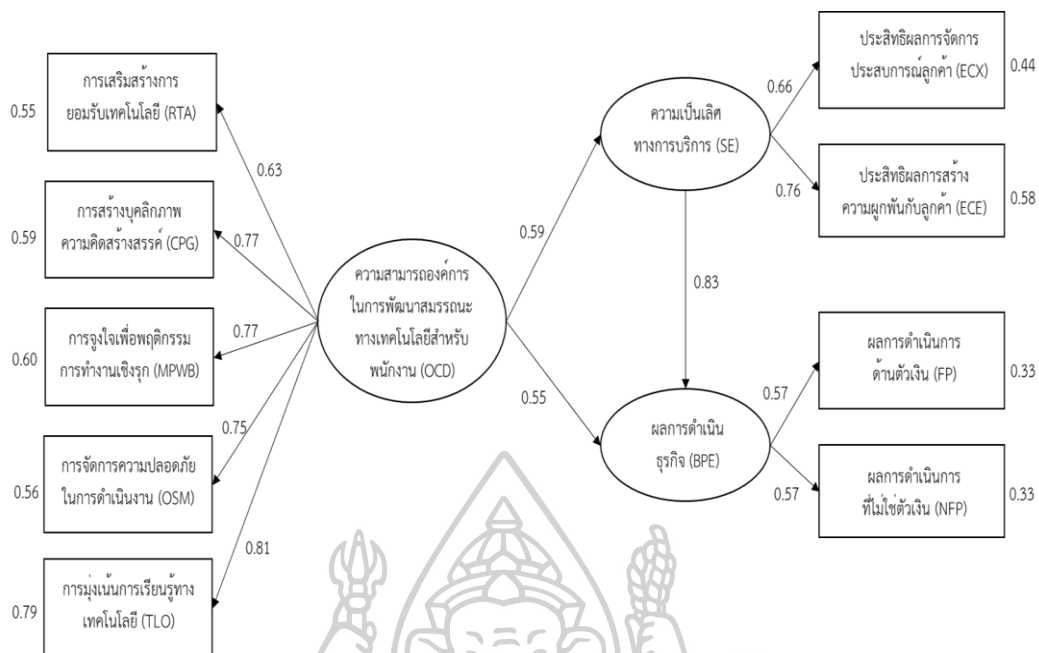 การเสริมสร้างการ
ยอมรับเทคโนโลยี (RTA)
0.55
0.63
การสร้างบุคลิกภาพ
ความคิดสร้างสรรค์ (CPG)
0.59
0.77
การจูงใจเพื่อพฤติกรรม
การทำงานเชิงรุก (MPWB)
0.60
0.77
การจัดการความปลอดภัย
ในการดำเนินงาน (OSM)
0.56
0.75
การมุ่งเน้นการเรียนรู้ทาง
เทคโนโลยี (TLO)
0.79
0.81
ความสามารถองค์การ
ในการพัฒนาสมรรถนะ
ทางเทคโนโลยีสำหรับ
พนักงาน (OCD)
0.59
0.55
ความเป็นเลิศ
ทางการบริการ (SE)
0.83
ผลการดำเนิน
ธุรกิจ (BPE)
0.66
0.76
ประสิทธิผลการจัดการ
ประสบการณ์ลูกค้า (ECX)
0.44
ประสิทธิผลการสร้าง
ความผูกพันกับลูกค้า (ECE)
0.58
0.57
0.57
ผลการดำเนินการ
ด้านตัวเงิน (FP)
0.33
ผลการดำเนินการ
ที่ไม่ใช่ตัวเงิน (NFP)
0.33